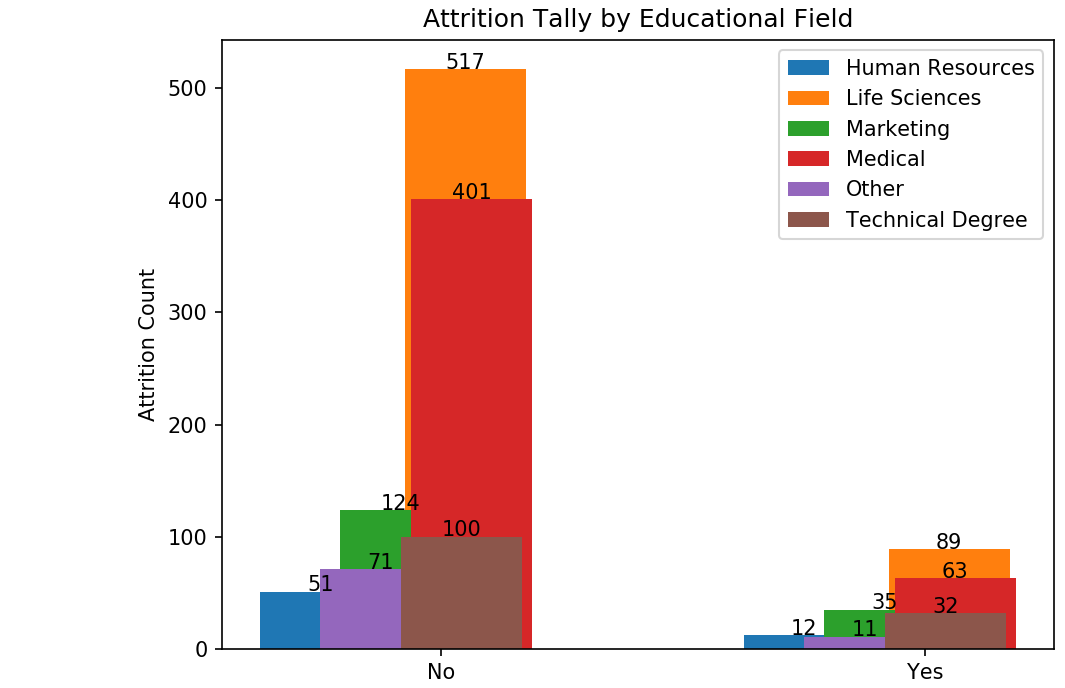 Attrition Tally by Educational Field
Attrition Count
500
400
300
200
100
0
517
401
124
100
71
51
89
63
35
32
12
11
Human Resources
Life Sciences
Marketing
Medical
Other
Technical Degree
No
Yes